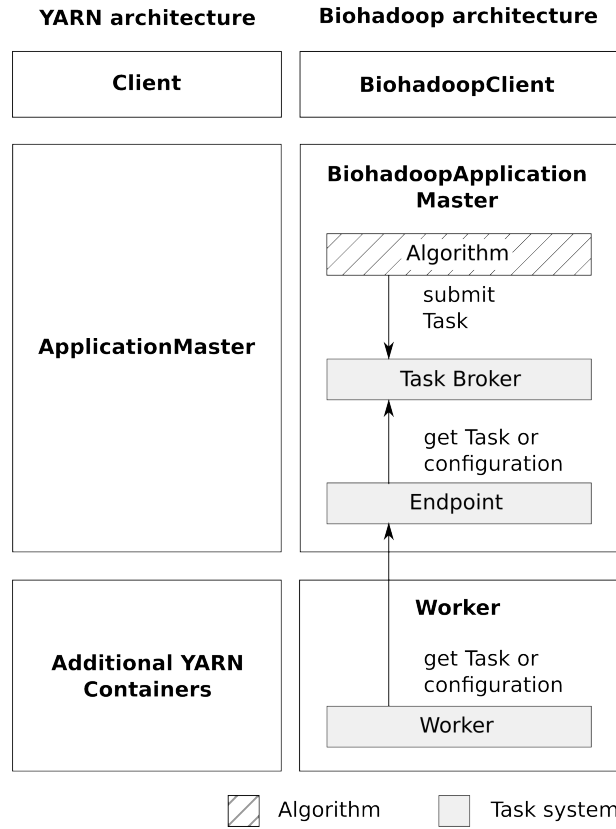 YARN architecture
Biohadoop architecture
Client
BiohadoopClient
ApplicationMaster
BiohadoopApplication
Master
Algorithm
submit
Task
Task Broker
get Task or
configuration
Endpoint
Additional YARN
Containers
Worker
get Task or
configuration
Worker
Algorithm
Task system